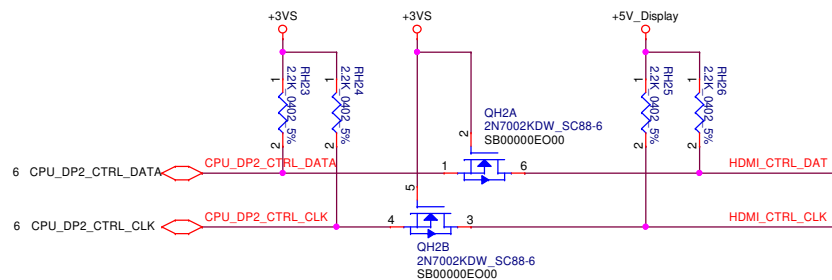 +3VS
+3VS
+5V_Display
1
RH23
2.2K_0402_5%
2
1
RH24
2.2K_0402_5%
2
1
RH25
2.2K_0402_5%
2
1
RH26
2.2K_0402_5%
2
QH2A
2N7002KDW_SC88-6
SB00000EO00
2
6 CPU_DP2_CTRL_DATA
CPU_DP2_CTRL_DATA
1
6
HDMI_CTRL_DAT
5
6 CPU_DP2_CTRL_CLK
CPU_DP2_CTRL_CLK
4
3
HDMI_CTRL_CLK
QH2B
2N7002KDW_SC88-6
SB00000EO00